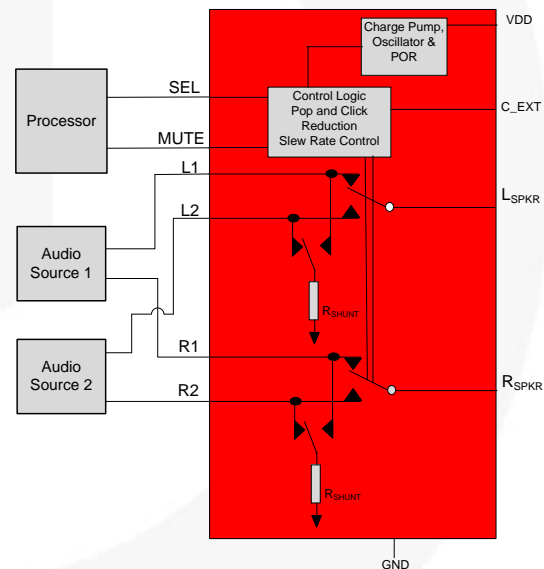 Charge Pump,
Oscillator &
POR
VDD
Processor
SEL
MUTE
Control Logic
Pop and Click
Reduction
Slew Rate Control
C_EXT
L1
L2
LSPKR
Audio
Source 1
RSHUNT
Audio
Source 2
R1
R2
RSPKR
RSHUNT
GND